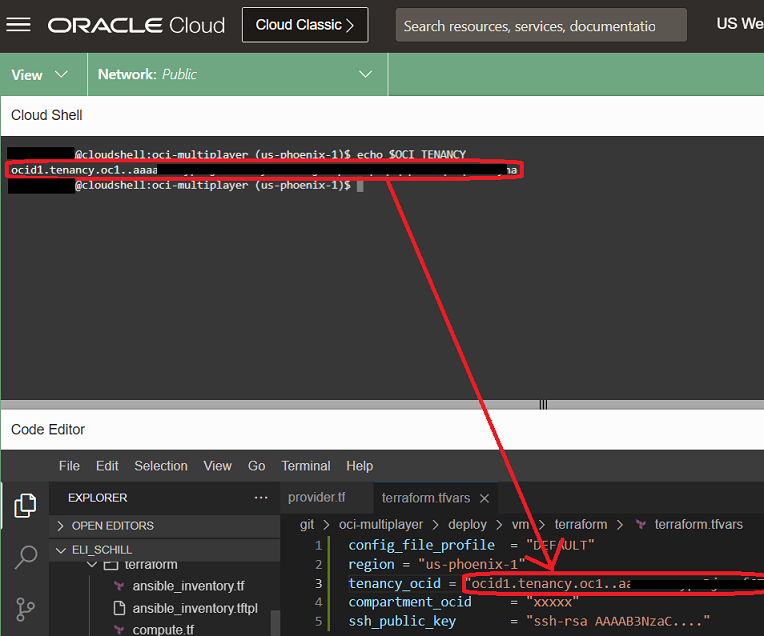 ORACLE Cloud
Cloud Classic
Search resources, services, documentatio
US We
View
Network: Public
Cloud Shell
@cloudshell:oci-multiplayer (us-phoenix-1)$ echo $OCI_TENANCY
ocid1.tenancy.oc1..aaaa
@cloudshell:oci-multiplayer (us-phoenix-1)$
Code Editor
File Edit Selection View Go Terminal Help
EXPLORER
OPEN EDITORS
ELI_SCHILL
terraform
ansible_inventory.tf
ansible_inventory.tftpl
compute.tf
provider.tf
terraform.tfvars
git > oci-multiplayer > deploy > vm > terraform > terraform.tfvars
1 config_file_profile = "DEFAULT"
2 region = "us-phoenix-1"
3 tenancy_ocid = "ocid1.tenancy.oc1..aa
4 compartment_ocid = "xxxxx"
5 ssh_public_key = "ssh-rsa AAAAB3NzaC...."